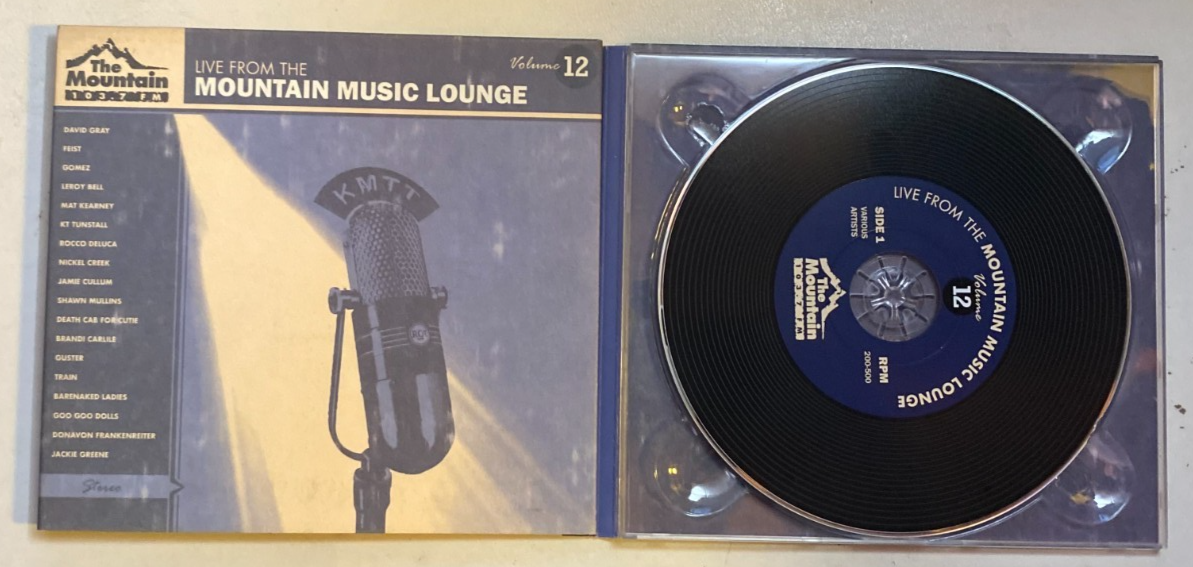 The
Mountain
103.7 FM
LIVE FROM THE
MOUNTAIN MUSIC LOUNGE
Volume 12
DAVID GRAY
FEIST
GOMEZ
LEROY BELL
MAT KEARNEY
KT TUNSTALL
ROCCO DELUCA
NICKEL CREEK
JAMIE CULLUM
SHAWN MULLINS
DEATH CAB FOR CUTIE
BRANDI CARLILE
GUSTER
TRAIN
BARENAKED LADIES
GOO GOO DOLLS
DONAVON FRANKENREITER
JACKIE GREENE
Stereo
KMTT
RCA
LIVE FROM THE MOUNTAIN MUSIC LOUNGE
Volume
12
SIDE 1
VARIOUS
ARTISTS
The
Mountain
103.7 FM
RPM
200-500